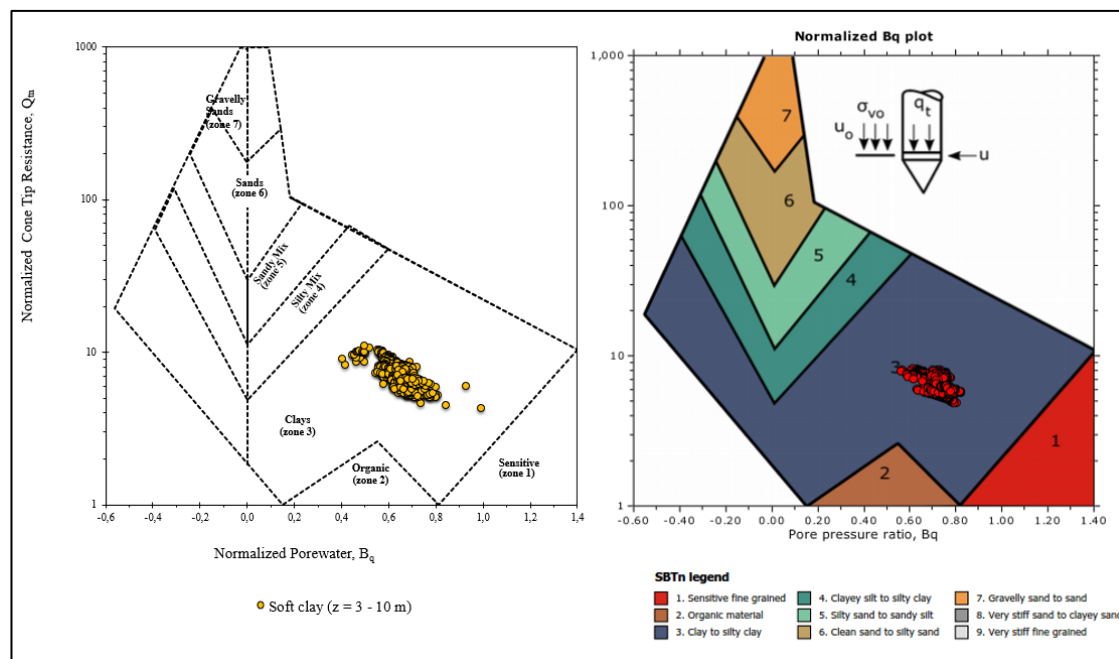 1000
100
10
1
Normalized Cone Tip Resistance, Qtn
Gravelly
Sands
(zone 7)
Sands
(zone 6)
Sandy Mix
(zone 5)
Silty Mix
(zone 4)
Clays
(zone 3)
Organic
(zone 2)
Sensitive
(zone 1)
-0,6 -0,4 -0,2 0,0 0,2 0,4 0,6 0,8 1,0 1,2 1,4
Normalized Porewater, Bq
Soft clay (z = 3 - 10 m)
Normalized Bq plot
1,000
100
10
1
σvo
qt
uo
u
7
6
5
4
3
2
1
-0.60 -0.40 -0.20 0.00 0.20 0.40 0.60 0.80 1.00 1.20 1.40
Pore pressure ratio, Bq
SBTn legend
1. Sensitive fine grained
2. Organic material
3. Clay to silty clay
4. Clayey silt to silty clay
5. Silty sand to sandy silt
6. Clean sand to silty sand
7. Gravelly sand to sand
8. Very stiff sand to clayey sand
9. Very stiff fine grained